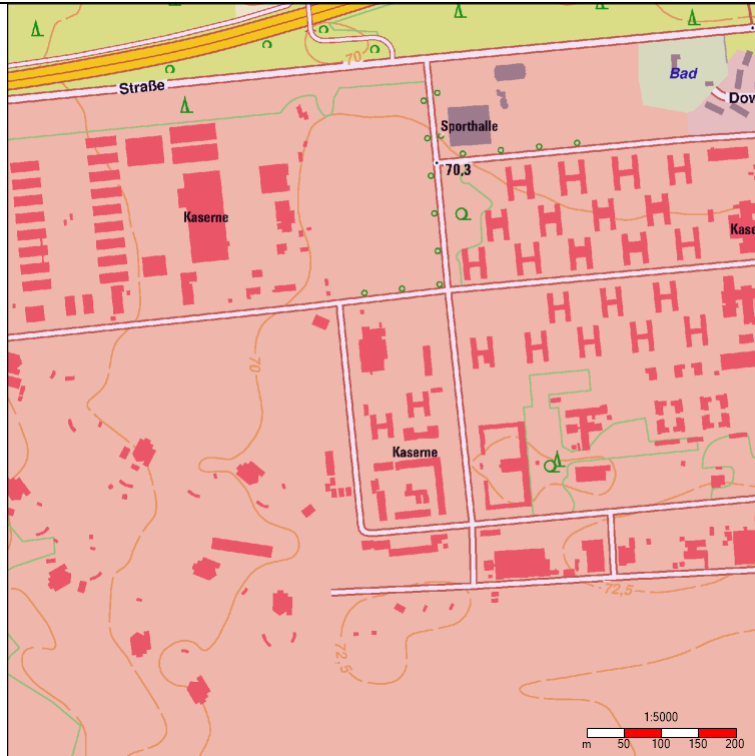 70
Straße
Bad
Dow
Sporthalle
70,3
Kaserne
Kase
70
Kaserne
72,5
72,5
1:5000
m 50 100 150 200